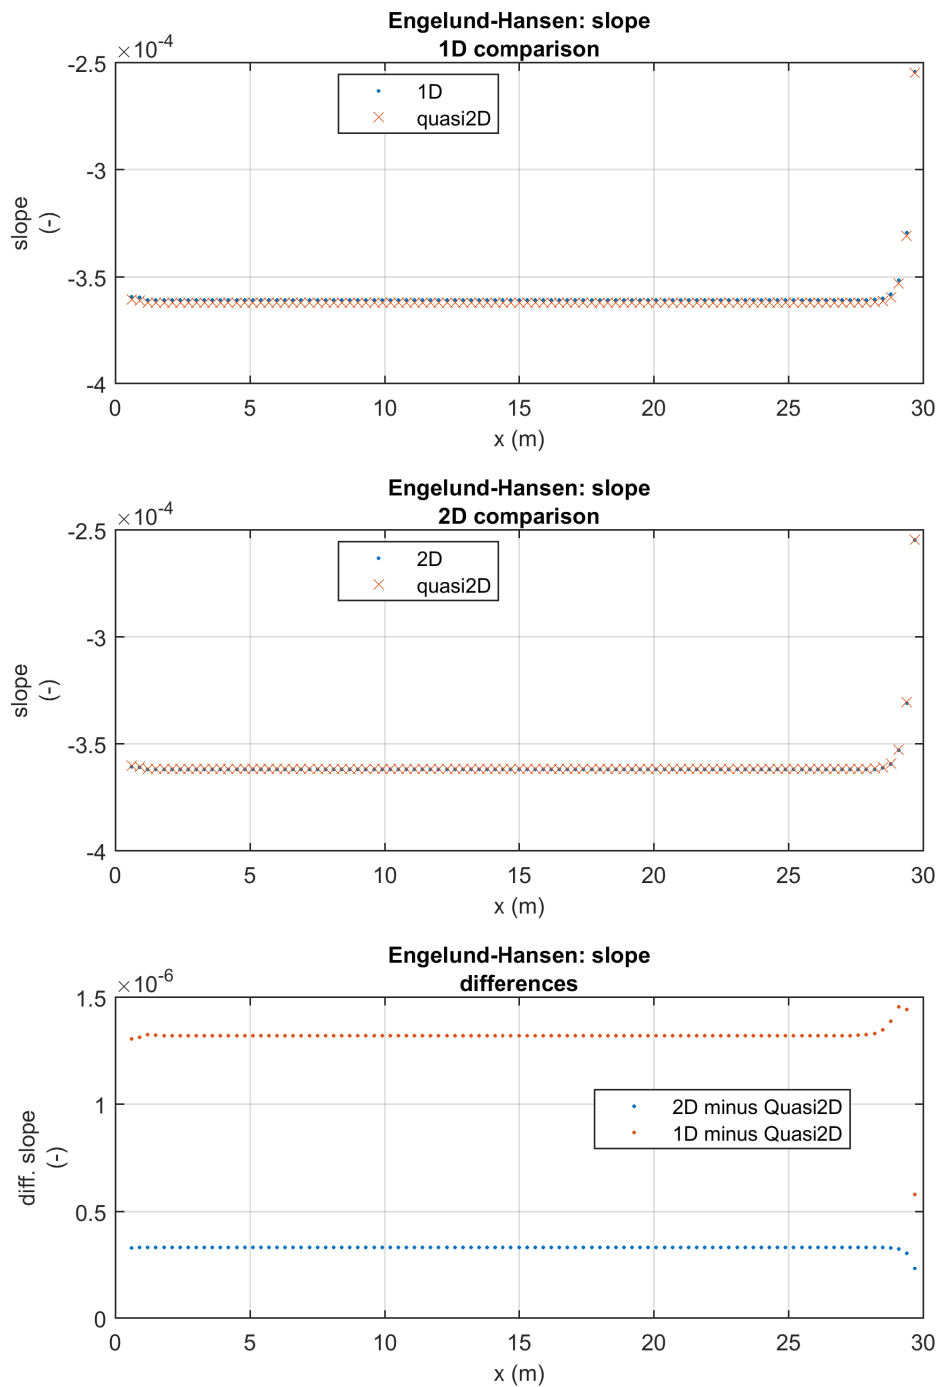 Engelund-Hansen: slope
1D comparison
×10-4
-2.5
-3
-3.5
-4
slope
(-)
1D
quasi2D
0 5 10 15 20 25 30
x (m)
Engelund-Hansen: slope
2D comparison
×10-4
-2.5
-3
-3.5
-4
slope
(-)
2D
quasi2D
0 5 10 15 20 25 30
x (m)
Engelund-Hansen: slope
differences
×10-6
1.5
1
0.5
0
diff. slope
(-)
2D minus Quasi2D
1D minus Quasi2D
0 5 10 15 20 25 30
x (m)